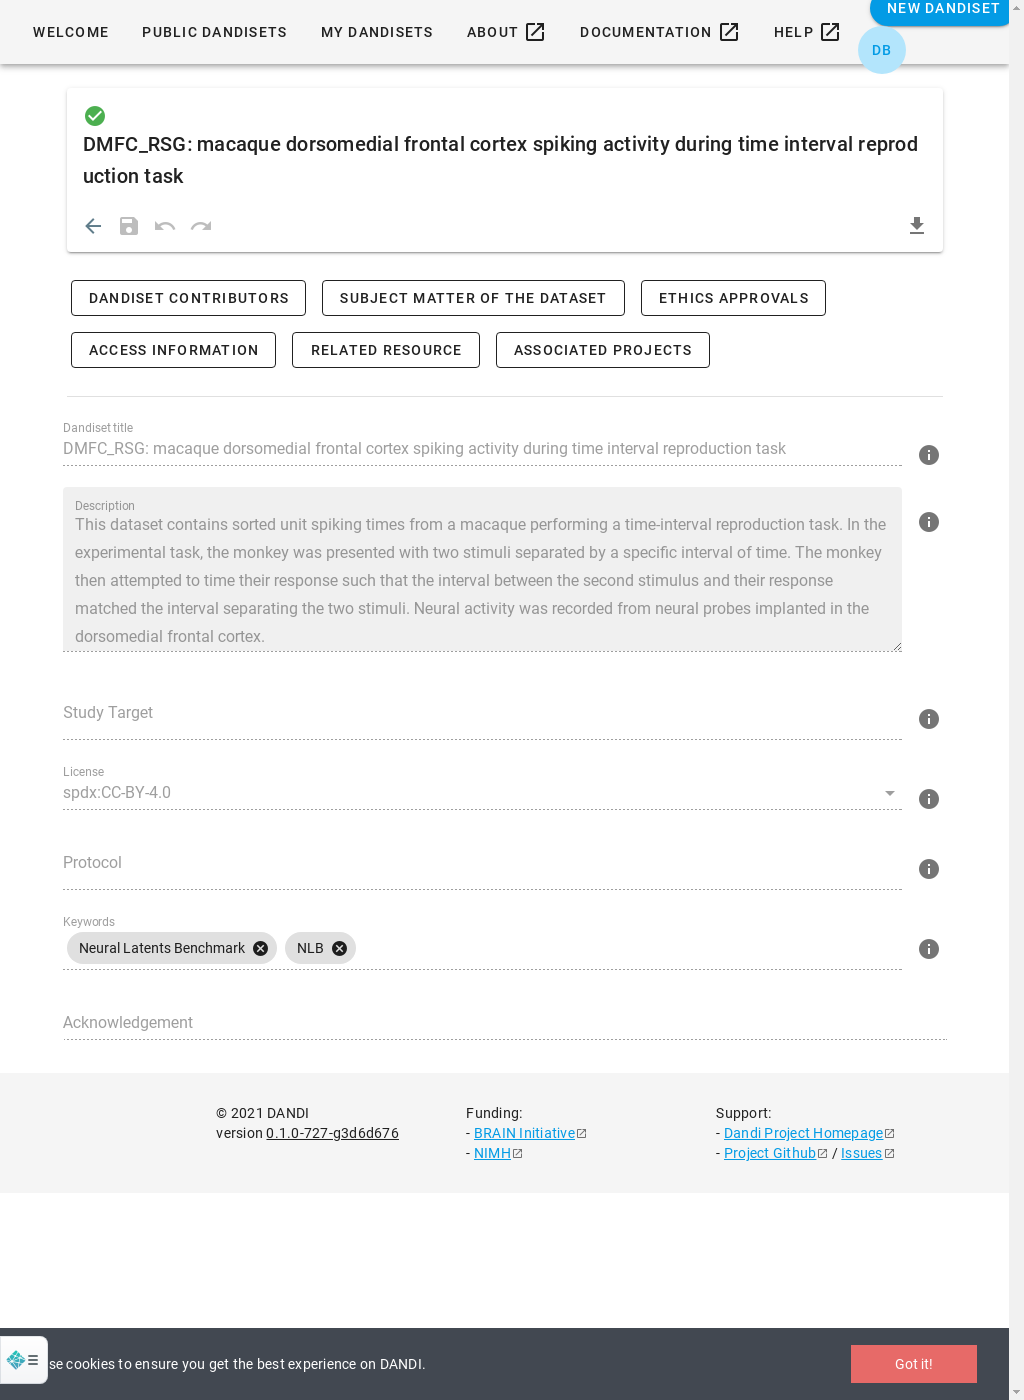 NEW DANDISET
WELCOME
PUBLIC DANDISETS
MY DANDISETS
ABOUT
DOCUMENTATION
HELP
DB
DMFC_RSG: macaque dorsomedial frontal cortex spiking activity during time interval reprod
uction task
DANDISET CONTRIBUTORS
SUBJECT MATTER OF THE DATASET
ETHICS APPROVALS
ACCESS INFORMATION
RELATED RESOURCE
ASSOCIATED PROJECTS
Dandiset title
DMFC_RSG: macaque dorsomedial frontal cortex spiking activity during time interval reproduction task
Description
This dataset contains sorted unit spiking times from a macaque performing a time-interval reproduction task. In the
experimental task, the monkey was presented with two stimuli separated by a specific interval of time. The monkey
then attempted to time their response such that the interval between the second stimulus and their response
matched the interval separating the two stimuli. Neural activity was recorded from neural probes implanted in the
dorsomedial frontal cortex.
Study Target
License
spdx:CC-BY-4.0
Protocol
Keywords
Neural Latents Benchmark
NLB
Acknowledgement
© 2021 DANDI
version 0.1.0-727-g3d6d676
Funding:
- BRAIN Initiative
- NIMH
Support:
- Dandi Project Homepage
- Project Github / Issues
se cookies to ensure you get the best experience on DANDI.
Got it!